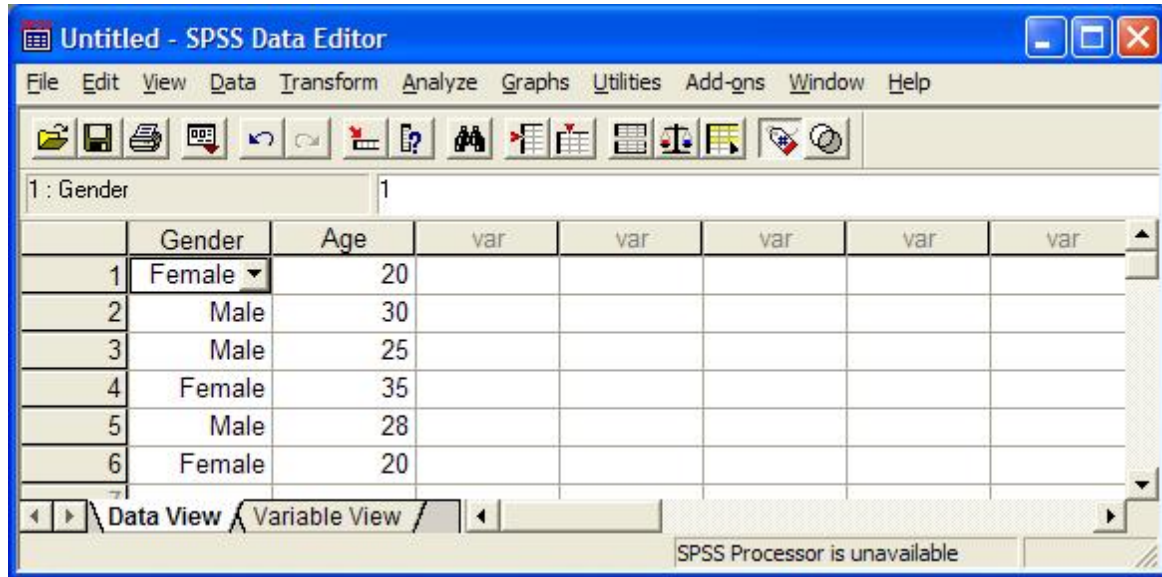 Untitled - SPSS Data Editor
File Edit View Data Transform Analyze Graphs Utilities Add-ons Window Help
1 : Gender 1
Gender Age var var var var var
1 Female 20
2 Male 30
3 Male 25
4 Female 35
5 Male 28
6 Female 20
7
Data View Variable View
SPSS Processor is unavailable